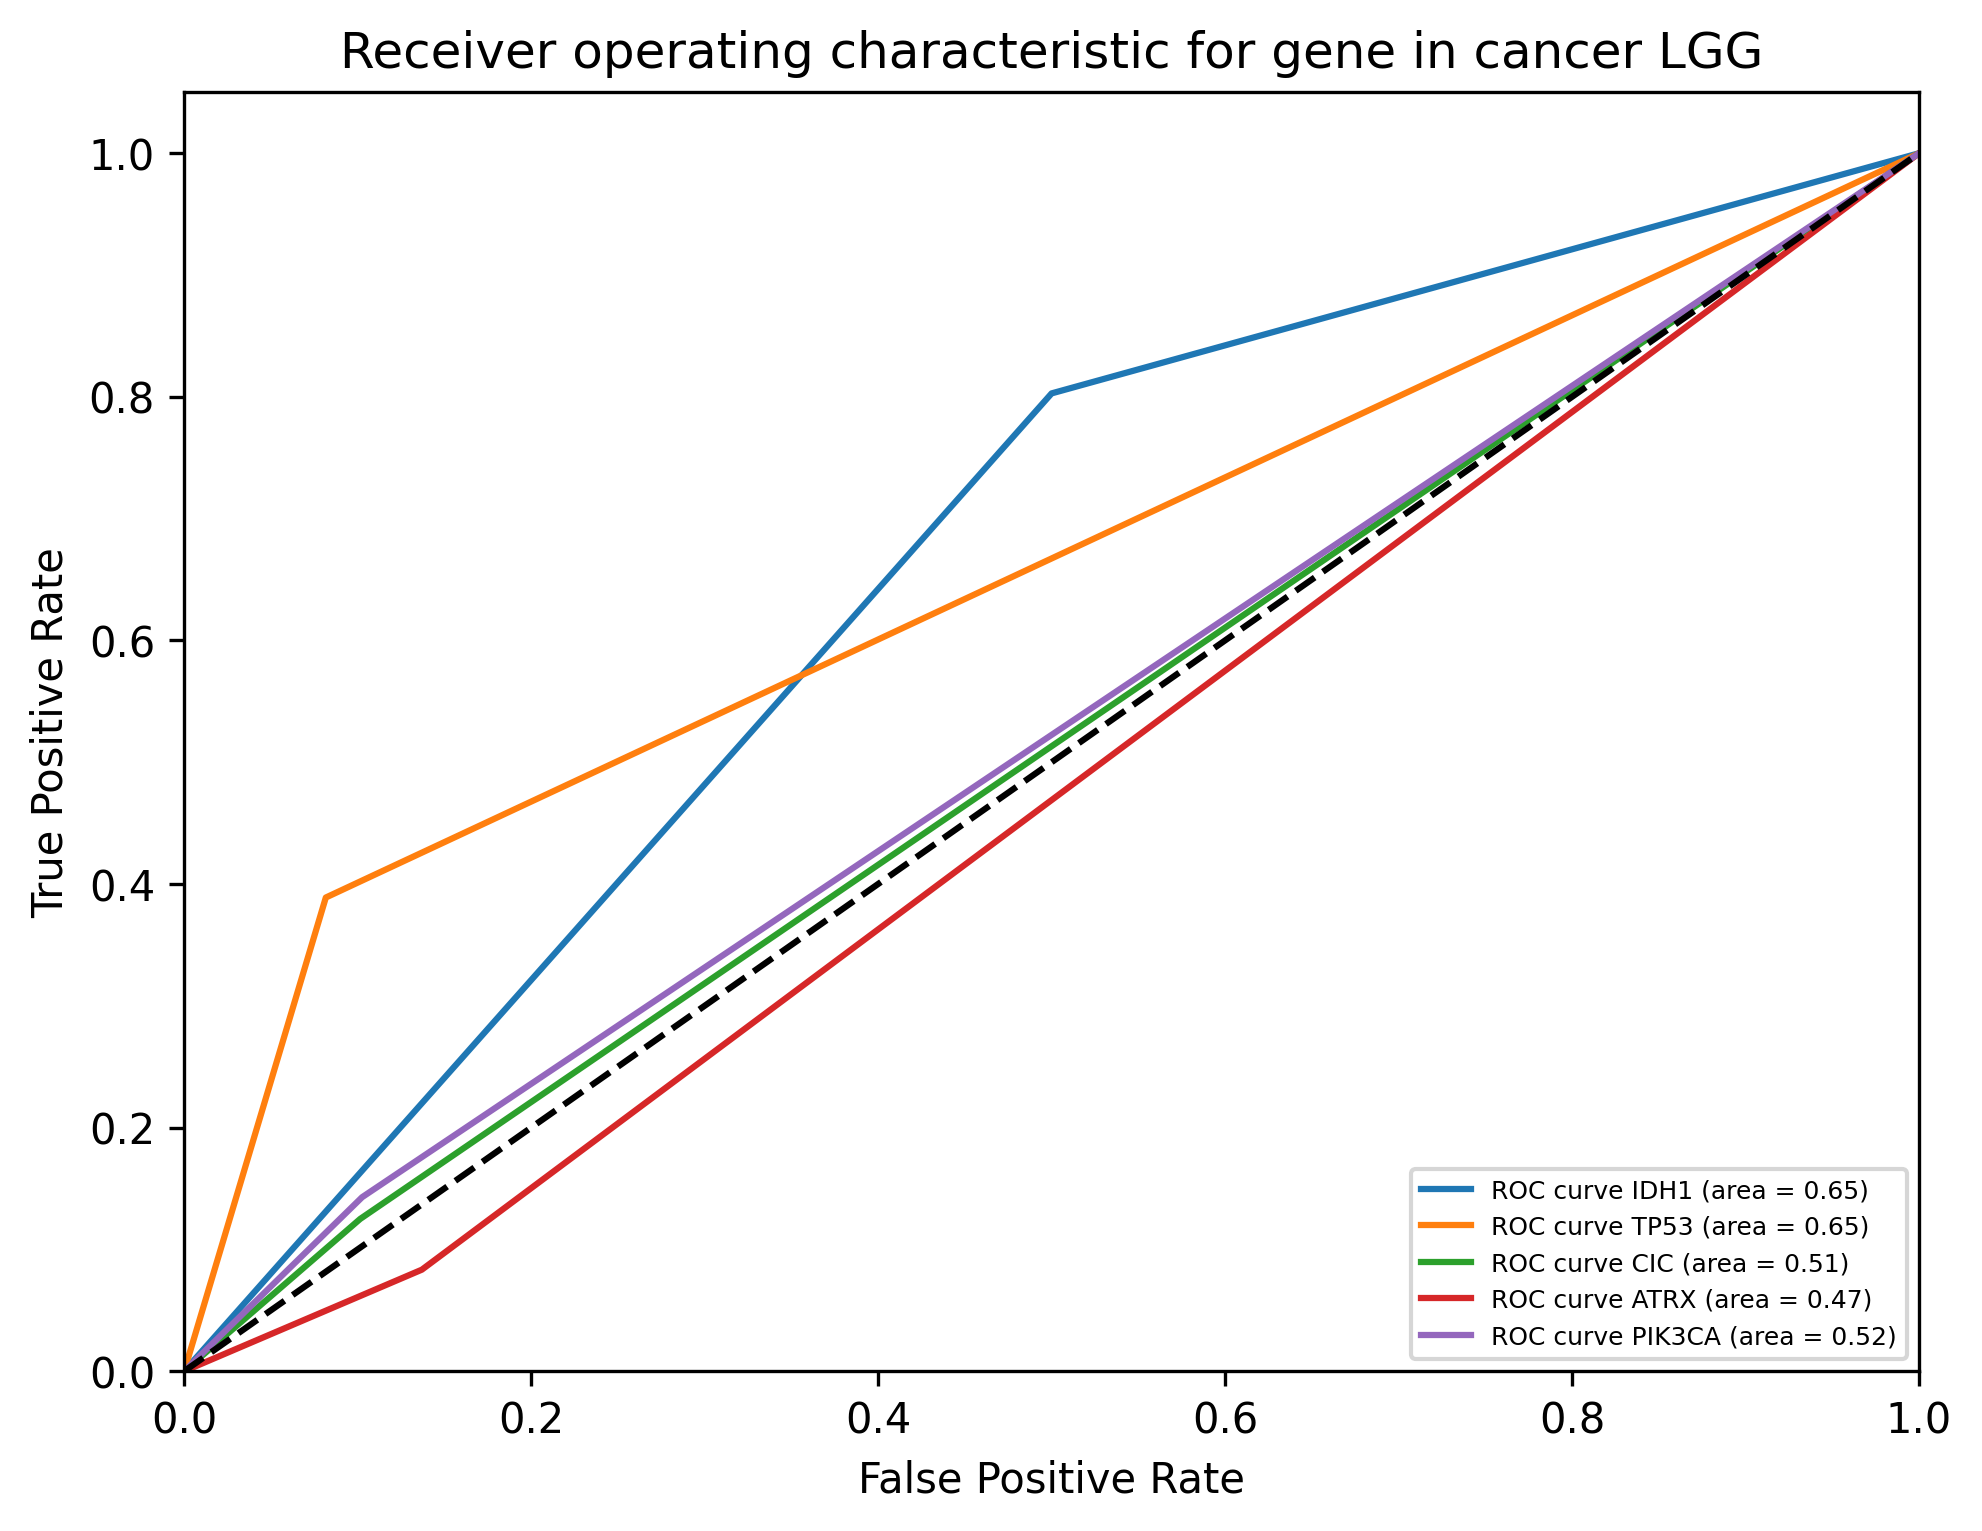 Receiver operating characteristic for gene in cancer LGG
1.0
0.8
0.6
0.4
0.2
0.0
True Positive Rate
ROC curve IDH1 (area = 0.65)
ROC curve TP53 (area = 0.65)
ROC curve CIC (area = 0.51)
ROC curve ATRX (area = 0.47)
ROC curve PIK3CA (area = 0.52)
0.0 0.2 0.4 0.6 0.8 1.0
False Positive Rate